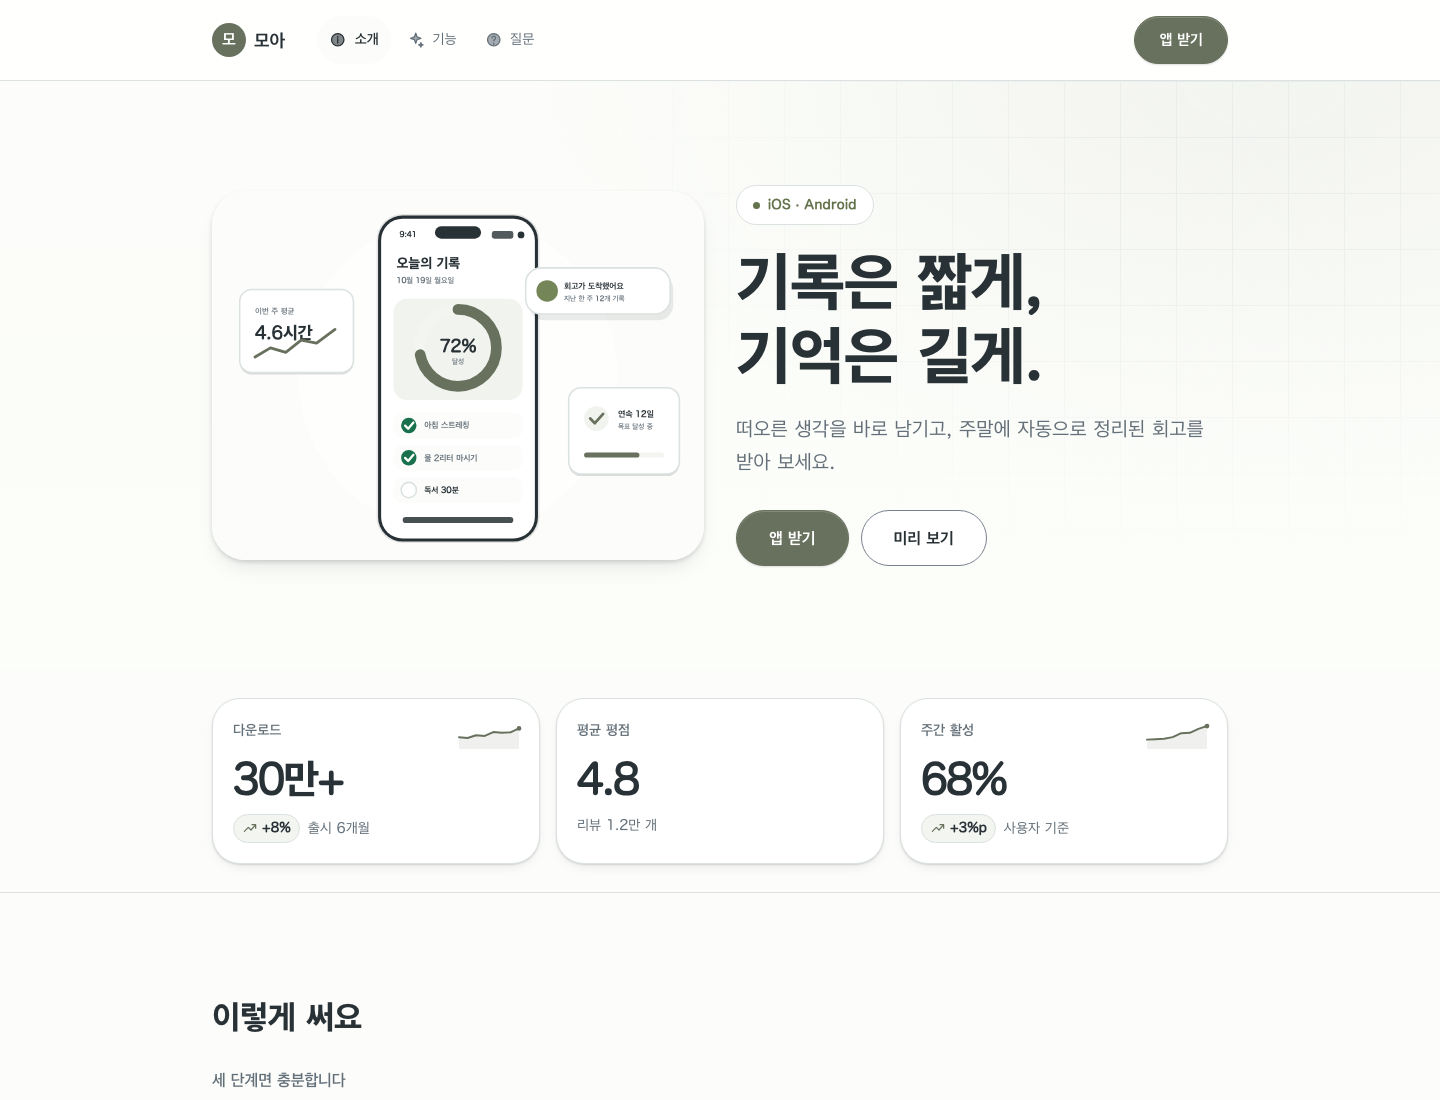 모 모아
소개
기능
질문
앱 받기
이번 주 평균
4.6시간
9:41
오늘의 기록
10월 19일 월요일
72%
달성
아침 스트레칭
물 2리터 마시기
독서 30분
회고가 도착했어요
지난 한 주 12개 기록
연속 12일
목표 달성 중
iOS · Android
기록은 짧게,
기억은 길게.
떠오른 생각을 바로 남기고, 주말에 자동으로 정리된 회고를
받아 보세요.
앱 받기
미리 보기
다운로드
30만+
+8% 출시 6개월
평균 평점
4.8
리뷰 1.2만 개
주간 활성
68%
+3%p 사용자 기준
이렇게 써요
세 단계면 충분합니다